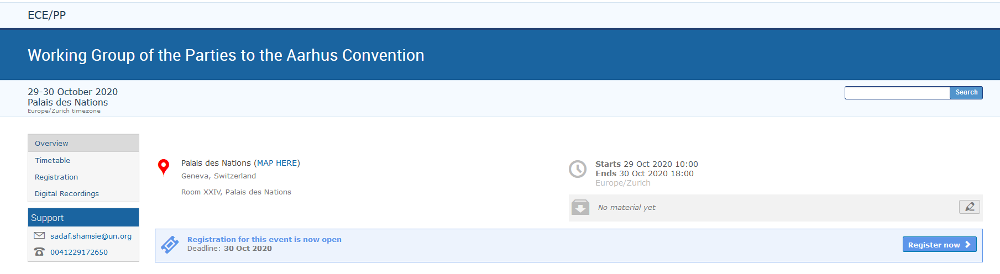 ECE/PP
Working Group of the Parties to the Aarhus Convention
29-30 October 2020
Palais des Nations
Europe/Zurich timezone
Search
Overview
Timetable
Registration
Digital Recordings
Support
sadaf.shamsie@un.org
0041229172650
Palais des Nations (MAP HERE)
Geneva, Switzerland
Room XXIV, Palais des Nations
Starts 29 Oct 2020 10:00
Ends 30 Oct 2020 18:00
Europe/Zurich
No material yet
Registration for this event is now open
Deadline: 30 Oct 2020
Register now